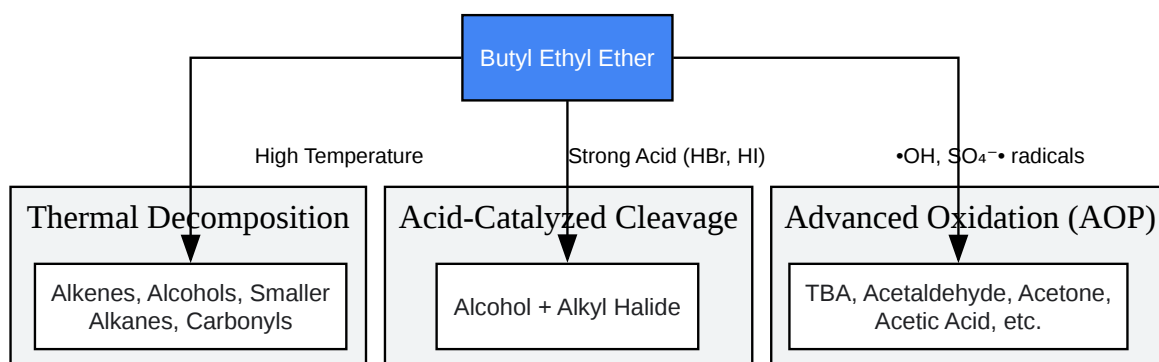 Butyl Ethyl Ether
High Temperature
Strong Acid (HBr, HI)
•OH, SO₄⁻• radicals
Thermal Decomposition
Acid-Catalyzed Cleavage
Advanced Oxidation (AOP)
Alkenes, Alcohols, Smaller
Alkanes, Carbonyls
Alcohol + Alkyl Halide
TBA, Acetaldehyde, Acetone,
Acetic Acid, etc.